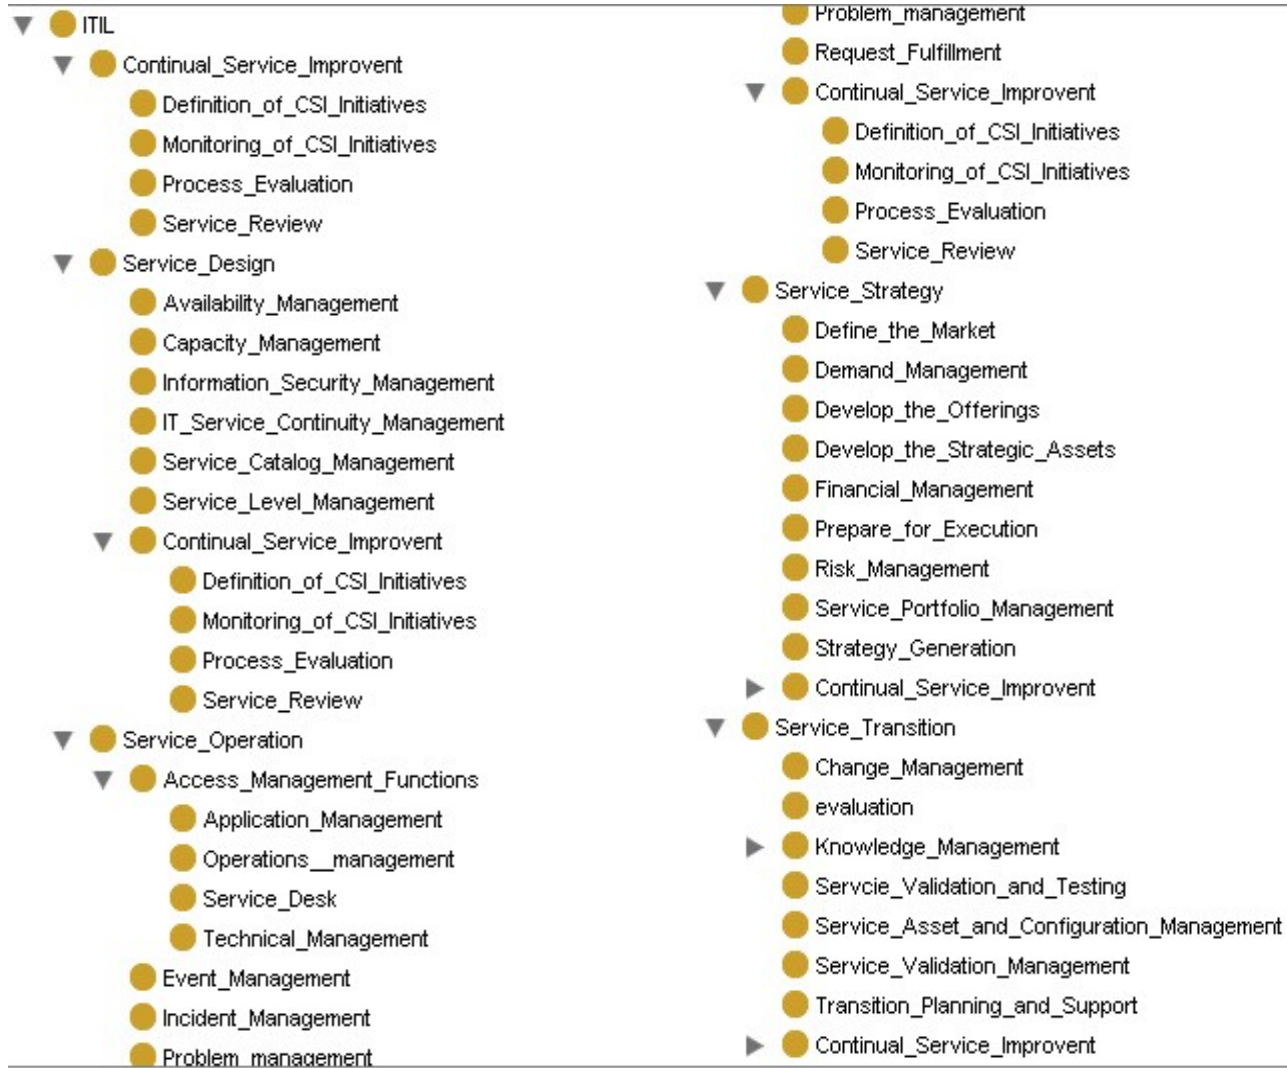 ITIL
Continual_Service_Improvent
Definition_of_CSI_Initiatives
Monitoring_of_CSI_Initiatives
Process_Evaluation
Service_Review
Service_Design
Availability_Management
Capacity_Management
Information_Security_Management
IT_Service_Continuity_Management
Service_Catalog_Management
Service_Level_Management
Continual_Service_Improvent
Definition_of_CSI_Initiatives
Monitoring_of_CSI_Initiatives
Process_Evaluation
Service_Review
Service_Operation
Access_Management_Functions
Application_Management
Operations__management
Service_Desk
Technical_Management
Event_Management
Incident_Management
Problem_management
Problem_management
Request_Fulfillment
Continual_Service_Improvent
Definition_of_CSI_Initiatives
Monitoring_of_CSI_Initiatives
Process_Evaluation
Service_Review
Service_Strategy
Define_the_Market
Demand_Management
Develop_the_Offerings
Develop_the_Strategic_Assets
Financial_Management
Prepare_for_Execution
Risk_Management
Service_Portfolio_Management
Strategy_Generation
Continual_Service_Improvent
Service_Transition
Change_Management
evaluation
Knowledge_Management
Servcie_Validation_and_Testing
Service_Asset_and_Configuration_Management
Service_Validation_Management
Transition_Planning_and_Support
Continual_Service_Improvent